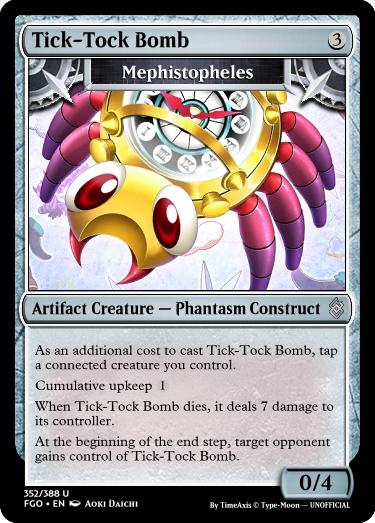 Tick-Tock Bomb 3
Mephistopheles
Artifact Creature — Phantasm Construct
As an additional cost to cast Tick-Tock Bomb, tap
a connected creature you control.
Cumulative upkeep 1
When Tick-Tock Bomb dies, it deals 7 damage to
its controller.
At the beginning of the end step, target opponent
gains control of Tick-Tock Bomb.
0/4
352/388 U
FGO • EN Aoki Daichi
By TimeAxis © Type-Moon — UNOFFICIAL